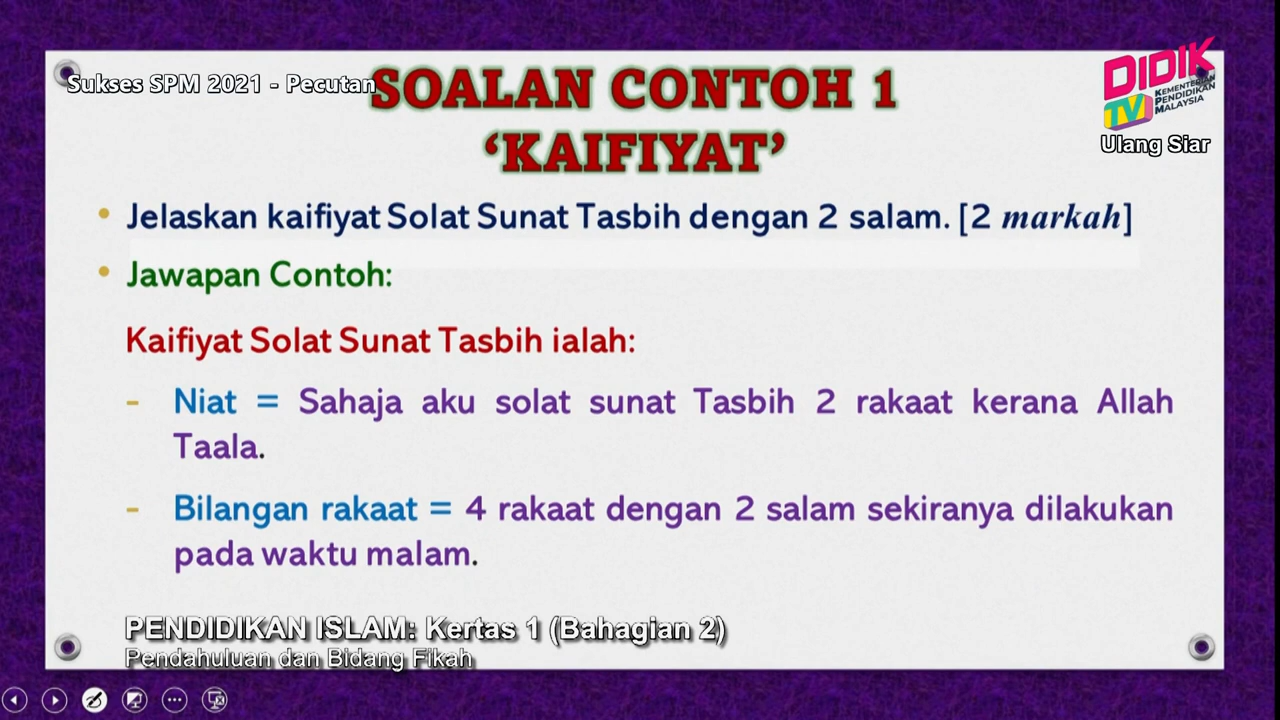 Sukses SPM 2021 - Pecutan
SOALAN CONTOH 1
‘KAIFIYAT’
DIDIK
TV
KEMENTERIAN
PENDIDIKAN
MALAYSIA
Ulang Siar
• Jelaskan kaifiyat Solat Sunat Tasbih dengan 2 salam. [2 markah]
• Jawapan Contoh:
Kaifiyat Solat Sunat Tasbih ialah:
- Niat = Sahaja aku solat sunat Tasbih 2 rakaat kerana Allah
Taala.
- Bilangan rakaat = 4 rakaat dengan 2 salam sekiranya dilakukan
pada waktu malam.
PENDIDIKAN ISLAM: Kertas 1 (Bahagian 2)
Pendahuluan dan Bidang Fikah